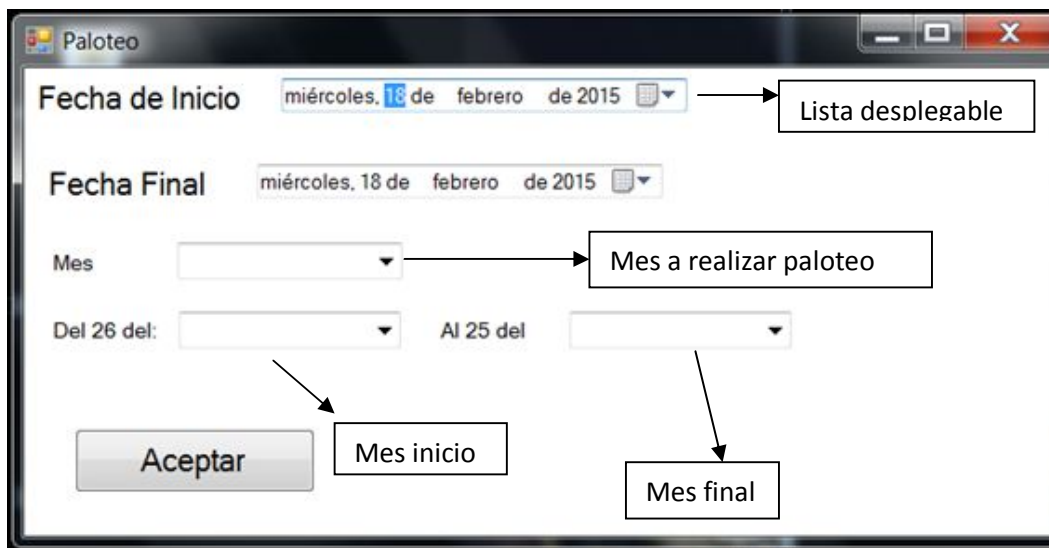 Paloteo
Fecha de Inicio miércoles, 18 de febrero de 2015
Lista desplegable
Fecha Final miércoles, 18 de febrero de 2015
Mes
Mes a realizar paloteo
Del 26 del: Al 25 del
Aceptar
Mes inicio
Mes final